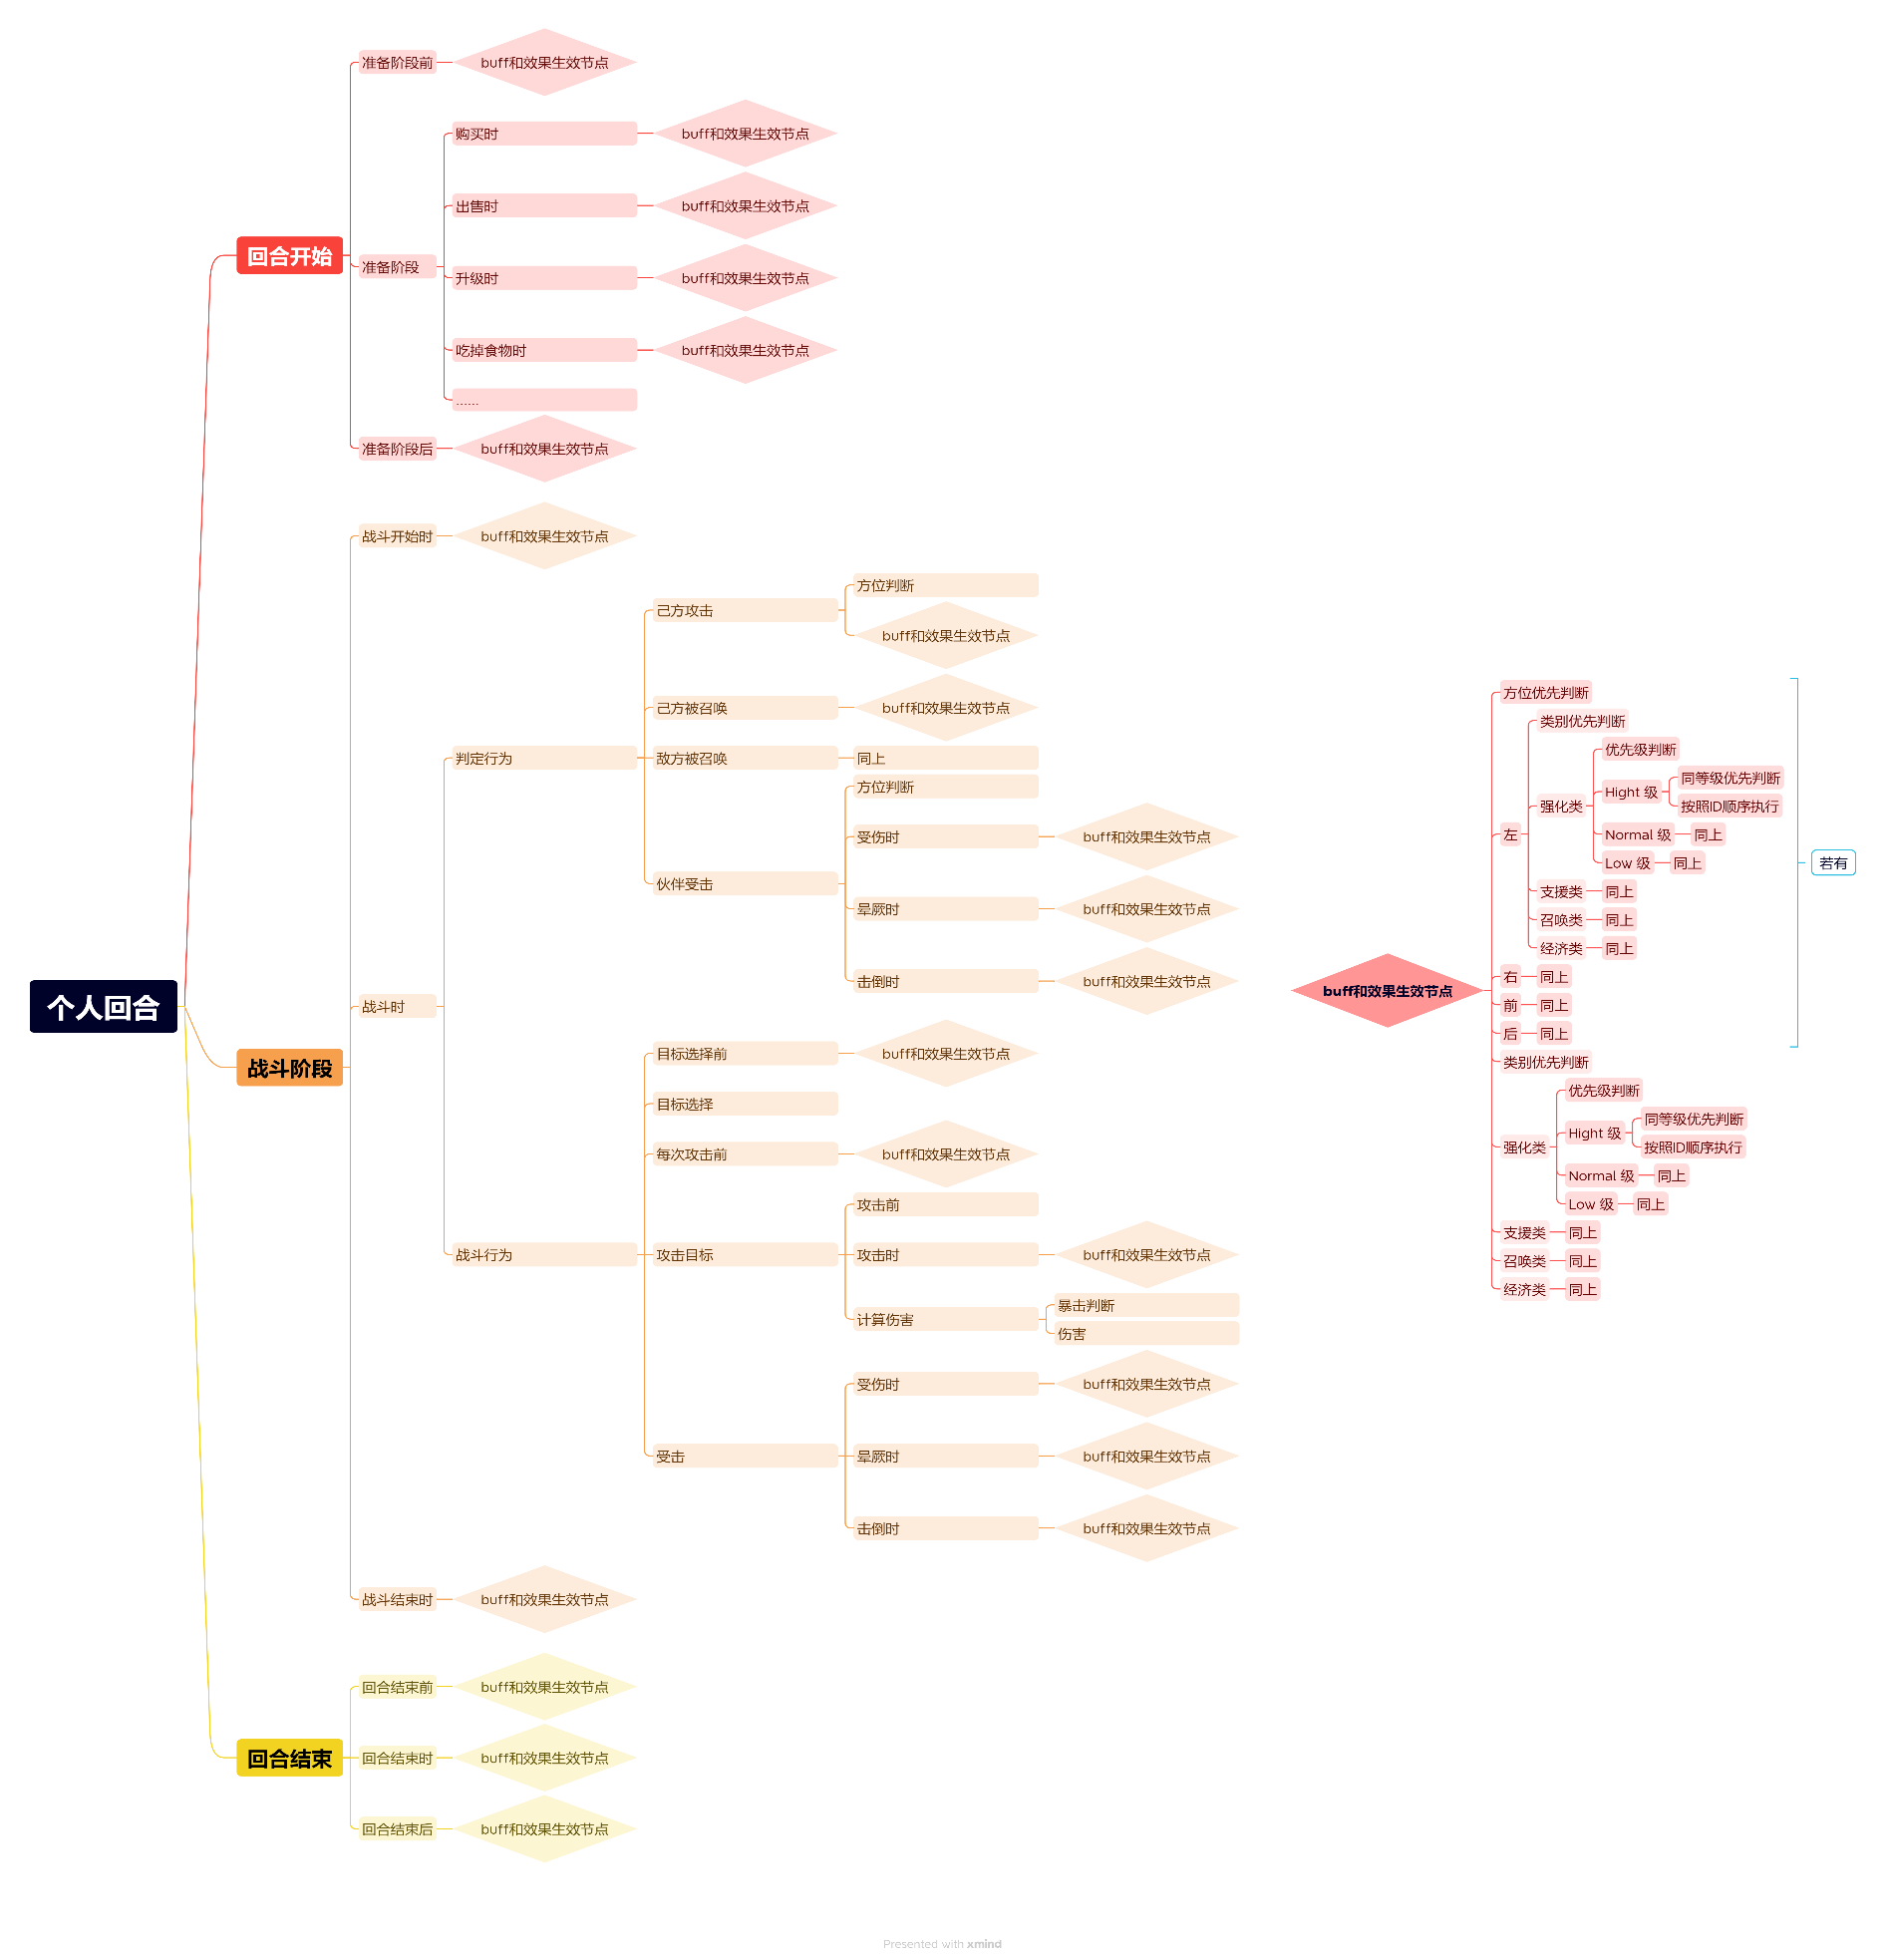 个人回合
回合开始
准备阶段前
buff和效果生效节点
准备阶段
购买时
buff和效果生效节点
出售时
buff和效果生效节点
升级时
buff和效果生效节点
吃掉食物时
buff和效果生效节点
......
准备阶段后
buff和效果生效节点
战斗阶段
战斗开始时
buff和效果生效节点
战斗时
判定行为
己方攻击
方位判断
buff和效果生效节点
己方被召唤
buff和效果生效节点
敌方被召唤
同上
伙伴受击
方位判断
受伤时
buff和效果生效节点
晕厥时
buff和效果生效节点
击倒时
buff和效果生效节点
战斗行为
目标选择前
buff和效果生效节点
目标选择
每次攻击前
buff和效果生效节点
攻击目标
攻击前
攻击时
buff和效果生效节点
计算伤害
暴击判断
伤害
受击
受伤时
buff和效果生效节点
晕厥时
buff和效果生效节点
击倒时
buff和效果生效节点
战斗结束时
buff和效果生效节点
回合结束
回合结束前
buff和效果生效节点
回合结束时
buff和效果生效节点
回合结束后
buff和效果生效节点
buff和效果生效节点
方位优先判断
左
类别优先判断
强化类
优先级判断
Hight 级
同等级优先判断
按照ID顺序执行
Normal 级
同上
Low 级
同上
支援类
同上
召唤类
同上
经济类
同上
右
同上
前
同上
后
同上
若有
类别优先判断
强化类
优先级判断
Hight 级
同等级优先判断
按照ID顺序执行
Normal 级
同上
Low 级
同上
支援类
同上
召唤类
同上
经济类
同上
Presented with xmind